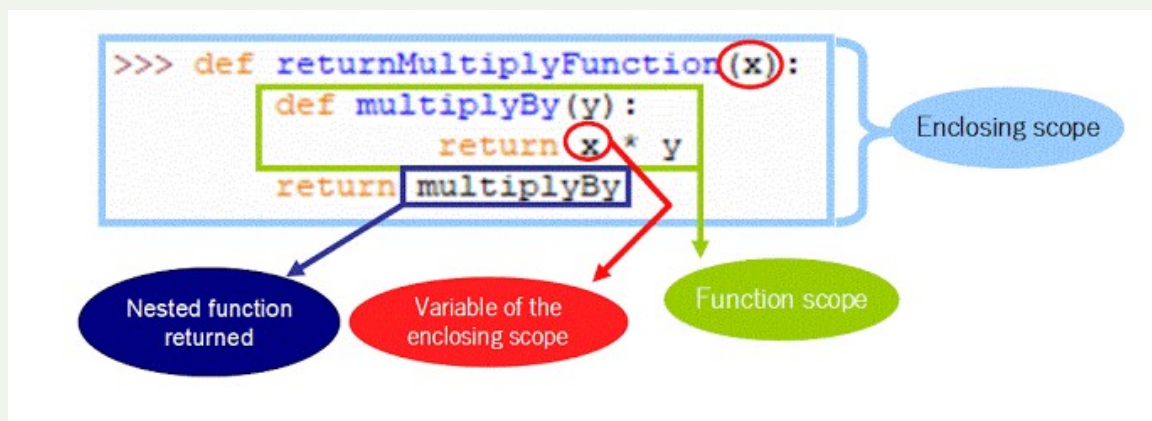 >>> def returnMultiplyFunction(x):
def multiplyBy(y):
return x * y
return multiplyBy
Enclosing scope
Nested function
returned
Variable of the
enclosing scope
Function scope